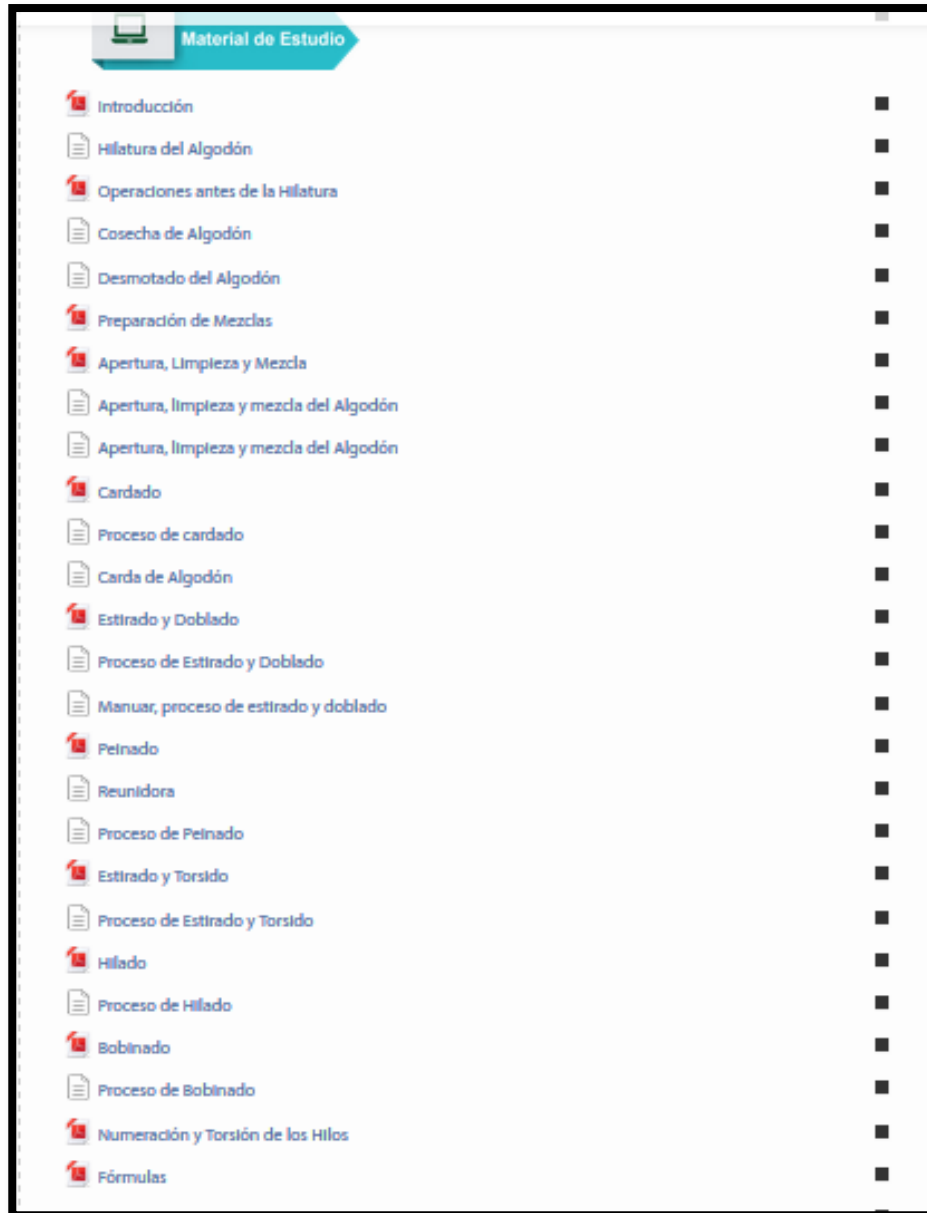 Material de Estudio
Introducción
Hilatura del Algodón
Operaciones antes de la Hilatura
Cosecha de Algodón
Desmotado del Algodón
Preparación de Mezclas
Apertura, Limpieza y Mezcla
Apertura, limpieza y mezcla del Algodón
Apertura, limpieza y mezcla del Algodón
Cardado
Proceso de cardado
Carda de Algodón
Estirado y Doblado
Proceso de Estirado y Doblado
Manuar, proceso de estirado y doblado
Peinado
Reunidora
Proceso de Peinado
Estirado y Torsido
Proceso de Estirado y Torsido
Hilado
Proceso de Hilado
Bobinado
Proceso de Bobinado
Numeración y Torsión de los Hilos
Fórmulas